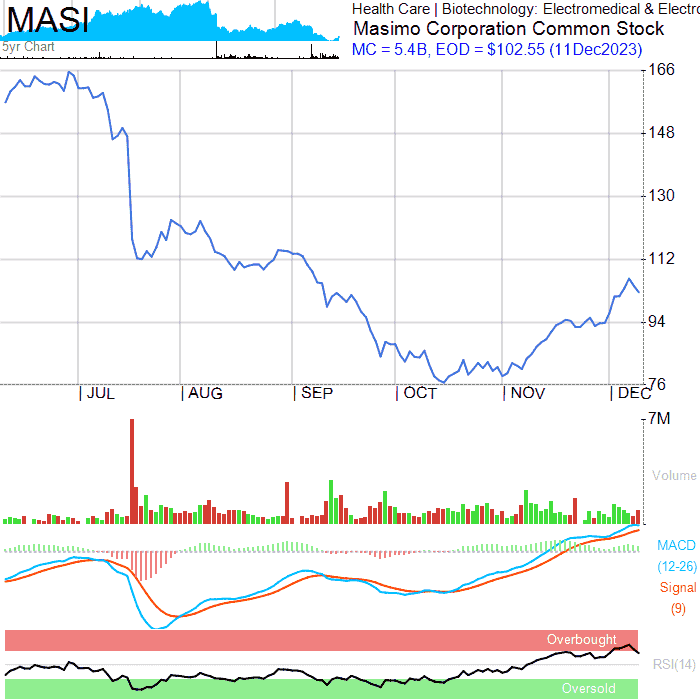 MASI
5yr Chart
Health Care | Biotechnology: Electromedical & Electro
Masimo Corporation Common Stock
MC = 5.4B, EOD = $102.55 (11Dec2023)
166
148
130
112
94
76
JUL AUG SEP OCT NOV DEC
7M
Volume
MACD
(12-26)
Signal
(9)
Overbought
RSI(14)
Oversold